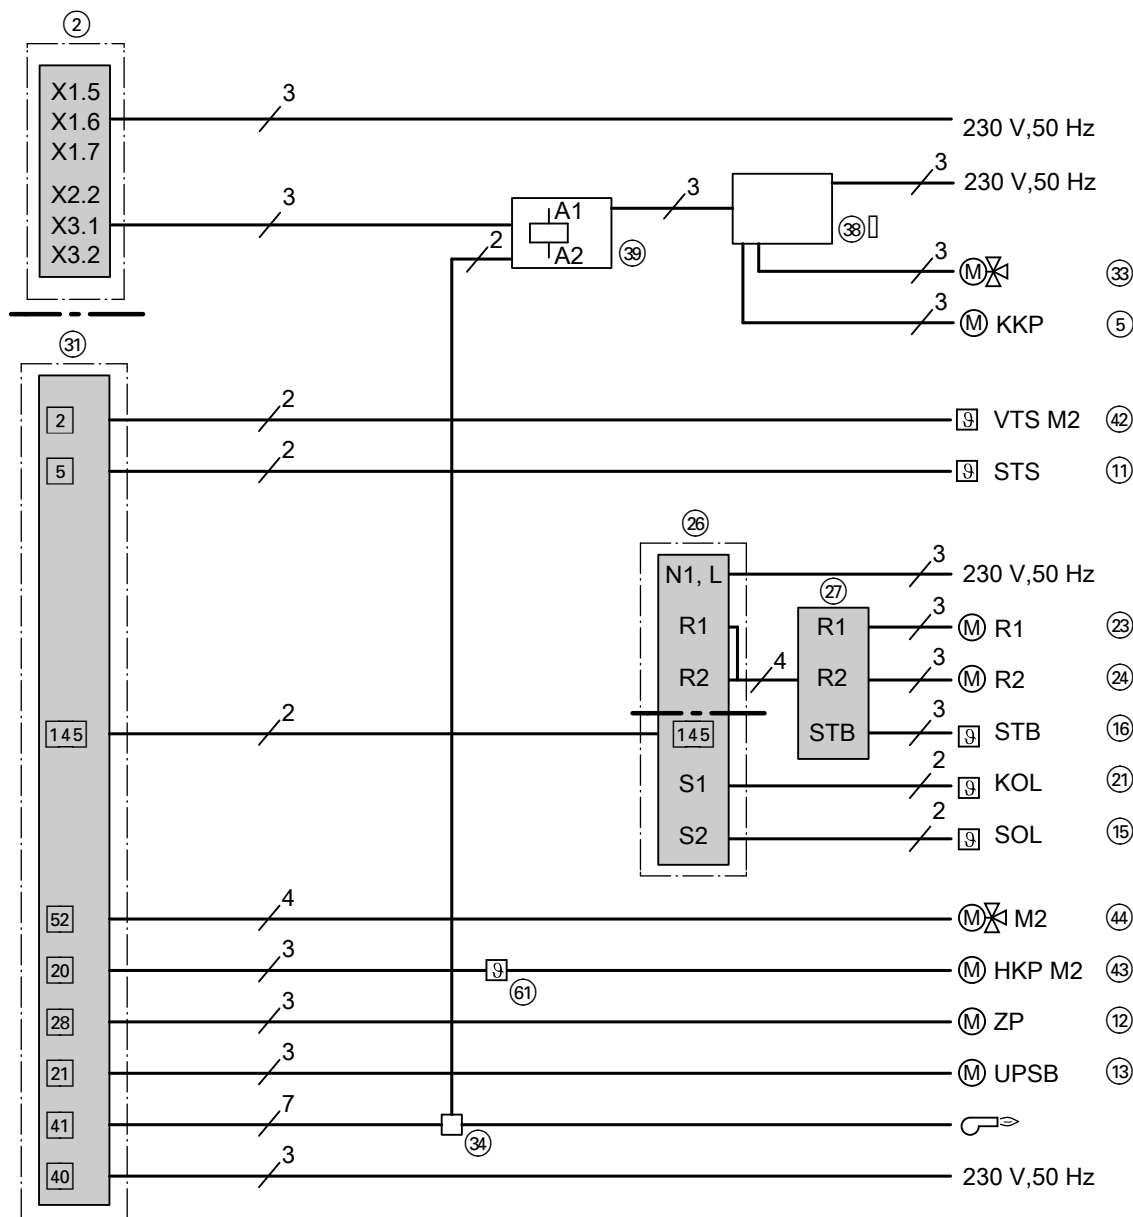 2
X1.5
X1.6
X1.7
X2.2
X3.1
X3.2
3
230 V,50 Hz
3
230 V,50 Hz
3
A1
A2
39
3
38
2
3
M
33
3
M KKP
5
31
2
2
ϑ VTS M2
42
5
2
ϑ STS
11
26
N1, L
3
230 V,50 Hz
27
R1
R1
3
M R1
23
R2
4
R2
3
M R2
24
145
2
145
STB
3
ϑ STB
16
S1
2
ϑ KOL
21
S2
2
ϑ SOL
15
52
4
M M2
44
20
3
ϑ
61
M HKP M2
43
28
3
M ZP
12
21
3
M UPSB
13
41
7
34
40
3
230 V,50 Hz